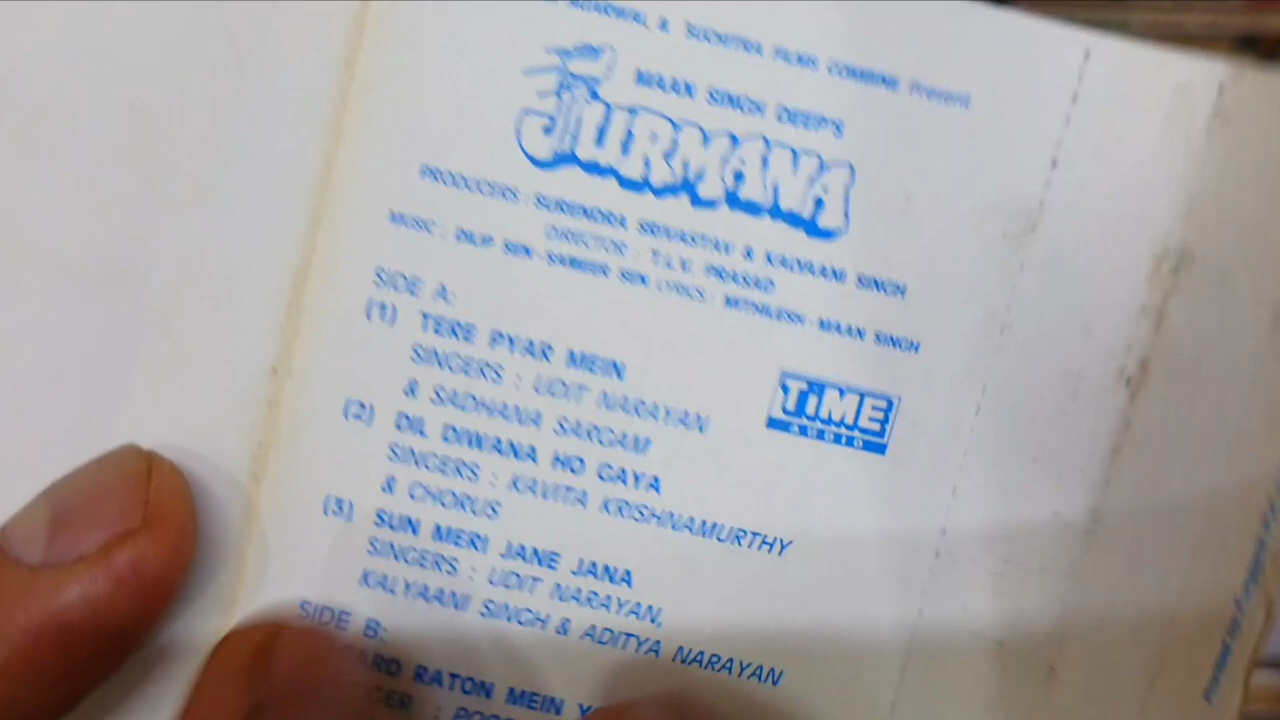 AGARWAL & SUCHITRA FILMS COMBINE Present
MAAN SINGH DEEP'S
JURMANA
PRODUCERS : SURENDRA SRIVASTAV & KALYAANI SINGH
DIRECTOR : T.L.V. PRASAD
MUSIC : DILIP SEN-SAMEER SEN LYRICS : MITHILESH-MAAN SINGH
SIDE A:
(1) TERE PYAR MEIN
SINGERS : UDIT NARAYAN
& SADHANA SARGAM
TiME
AUDIO
(2) DIL DIWANA HO GAYA
SINGERS : KAVITA KRISHNAMURTHY
& CHORUS
(3) SUN MERI JANE JANA
SINGERS : UDIT NARAYAN,
KALYAANI SINGH & ADITYA NARAYAN
SIDE B:
RATON MEIN